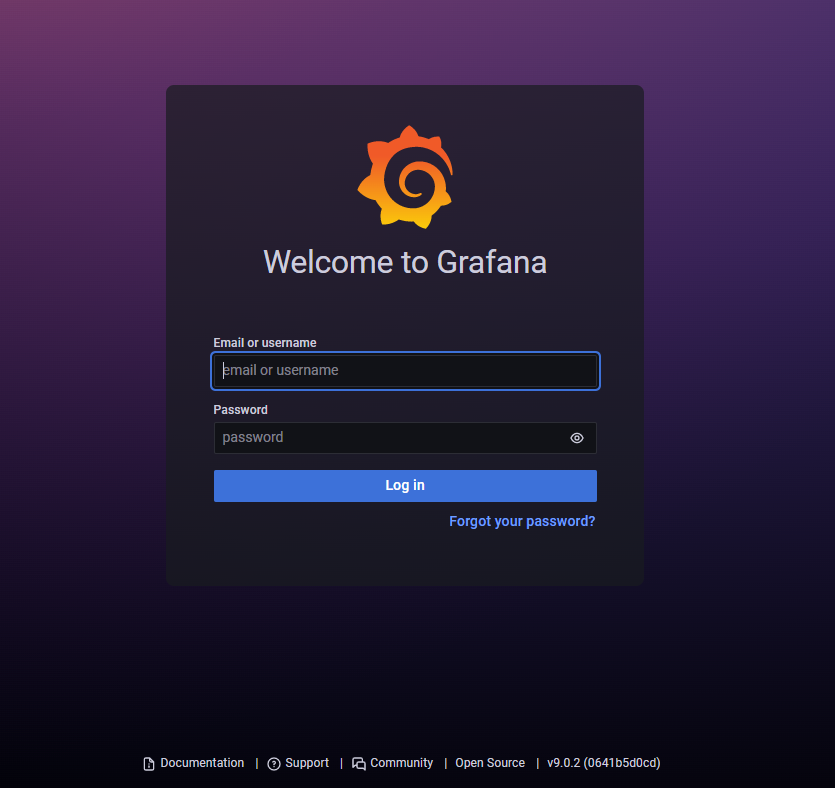 Welcome to Grafana
Email or username
email or username
Password
password
Log in
Forgot your password?
Documentation | Support | Community | Open Source | v9.0.2 (0641b5d0cd)